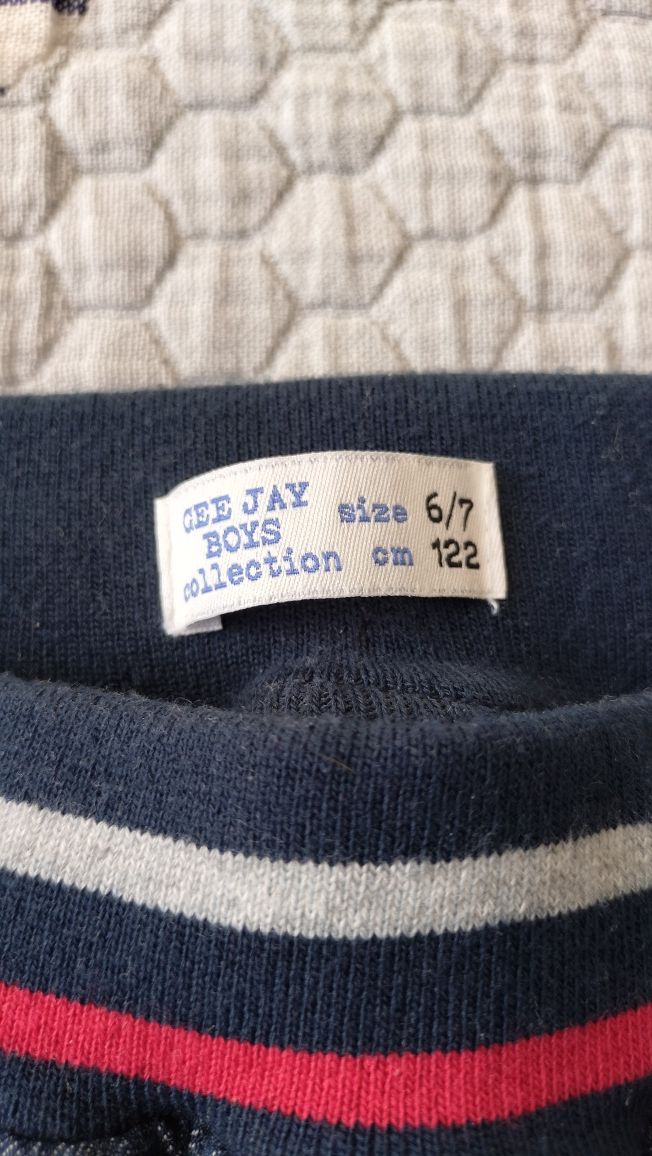 GEE JAY size 6/7
BOYS
collection cm 122